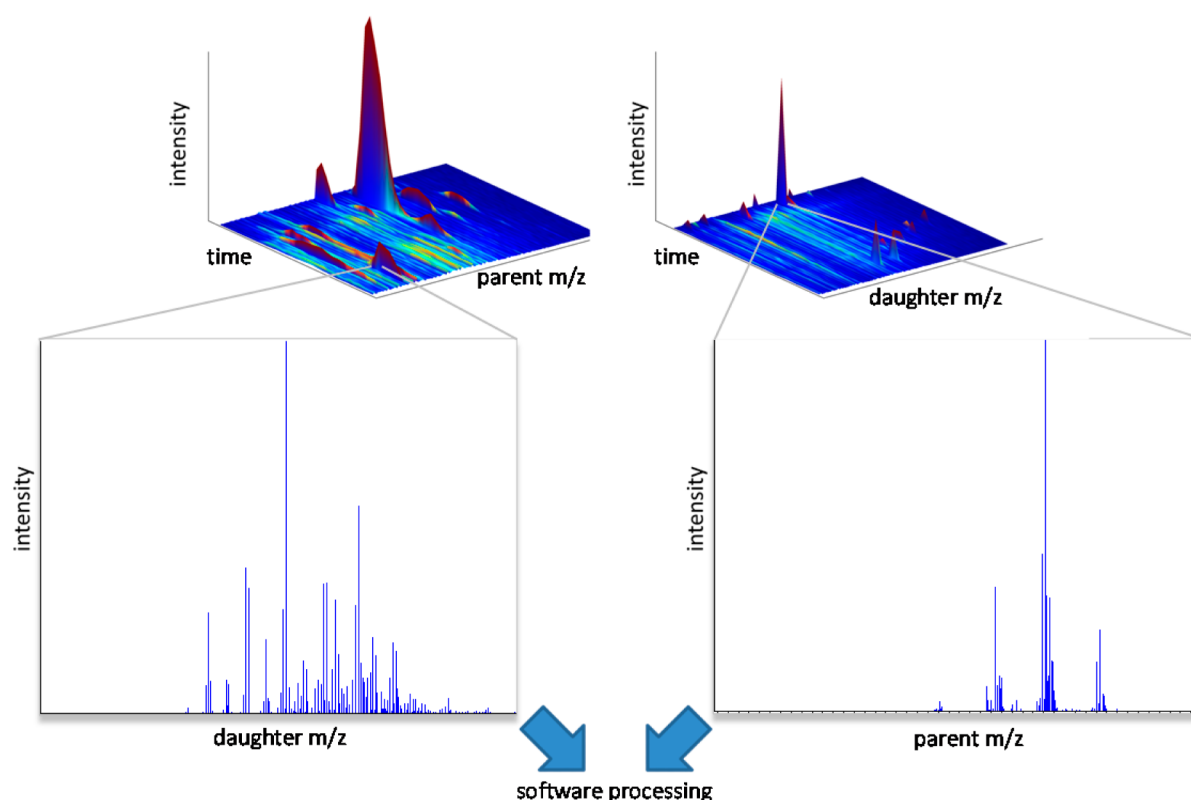 intensity
time
parent m/z
intensity
time
daughter m/z
intensity
daughter m/z
intensity
parent m/z
software processing